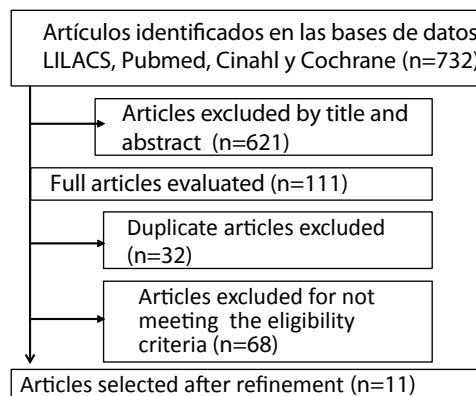 Artículos identificados en las bases de datos
LILACS, Pubmed, Cinahl y Cochrane (n=732)
Articles excluded by title and
abstract (n=621)
Full articles evaluated (n=111)
Duplicate articles excluded
(n=32)
Articles excluded for not
meeting the eligibility
criteria (n=68)
Articles selected after refinement (n=11)